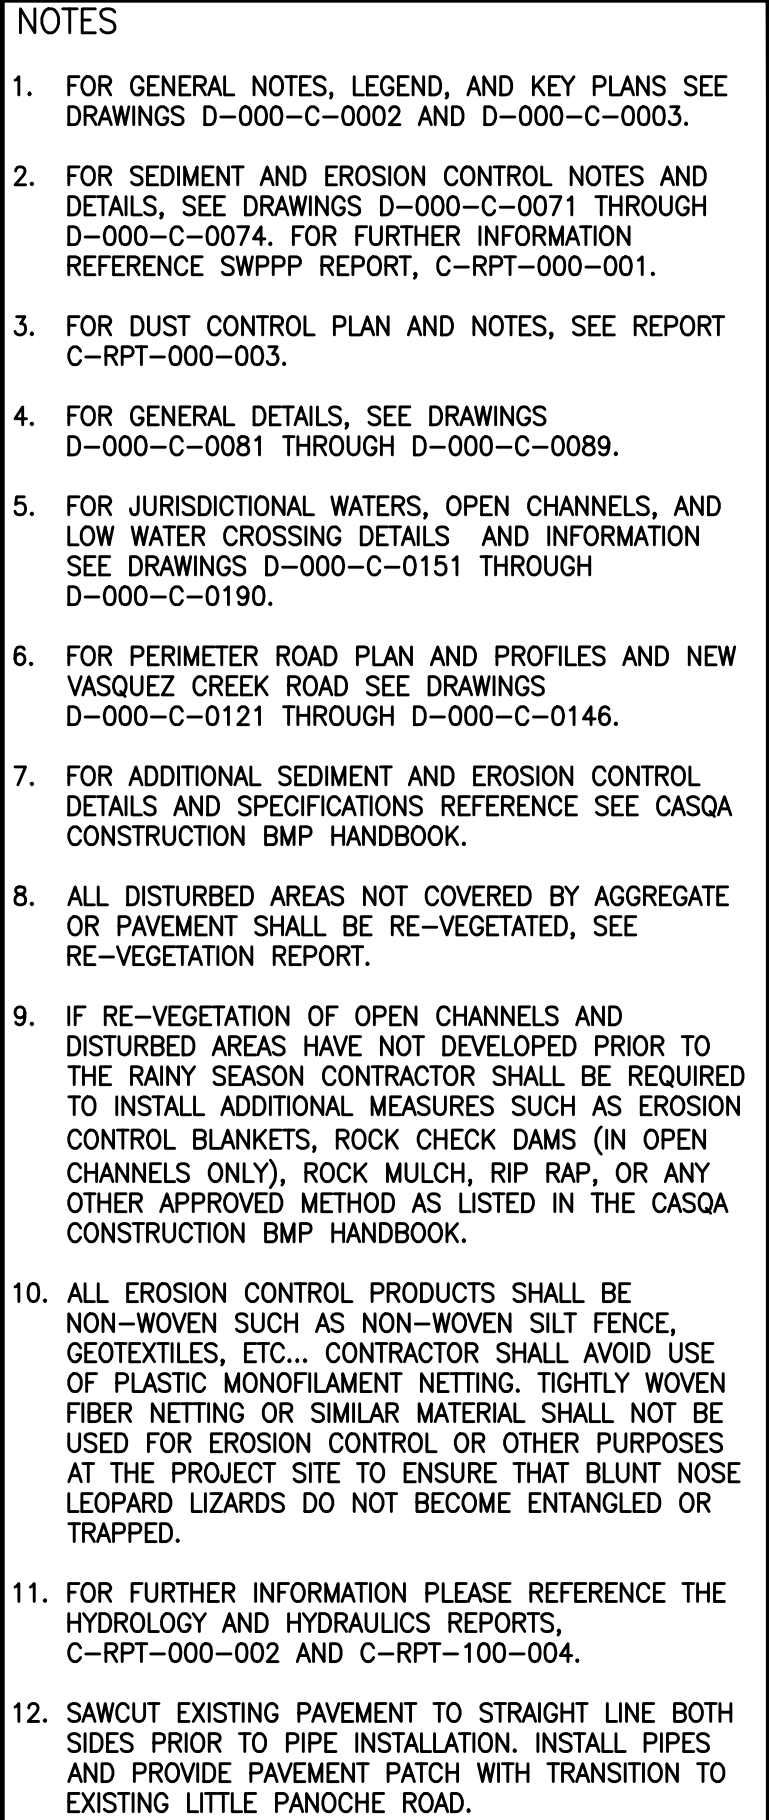 NOTES
1. FOR GENERAL NOTES, LEGEND, AND KEY PLANS SEE
DRAWINGS D-000-C-0002 AND D-000-C-0003.
2. FOR SEDIMENT AND EROSION CONTROL NOTES AND
DETAILS, SEE DRAWINGS D-000-C-0071 THROUGH
D-000-C-0074. FOR FURTHER INFORMATION
REFERENCE SWPPP REPORT, C-RPT-000-001.
3. FOR DUST CONTROL PLAN AND NOTES, SEE REPORT
C-RPT-000-003.
4. FOR GENERAL DETAILS, SEE DRAWINGS
D-000-C-0081 THROUGH D-000-C-0089.
5. FOR JURISDICTIONAL WATERS, OPEN CHANNELS, AND
LOW WATER CROSSING DETAILS AND INFORMATION
SEE DRAWINGS D-000-C-0151 THROUGH
D-000-C-0190.
6. FOR PERIMETER ROAD PLAN AND PROFILES AND NEW
VASQUEZ CREEK ROAD SEE DRAWINGS
D-000-C-0121 THROUGH D-000-C-0146.
7. FOR ADDITIONAL SEDIMENT AND EROSION CONTROL
DETAILS AND SPECIFICATIONS REFERENCE SEE CASQA
CONSTRUCTION BMP HANDBOOK.
8. ALL DISTURBED AREAS NOT COVERED BY AGGREGATE
OR PAVEMENT SHALL BE RE-VEGETATED, SEE
RE-VEGETATION REPORT.
9. IF RE-VEGETATION OF OPEN CHANNELS AND
DISTURBED AREAS HAVE NOT DEVELOPED PRIOR TO
THE RAINY SEASON CONTRACTOR SHALL BE REQUIRED
TO INSTALL ADDITIONAL MEASURES SUCH AS EROSION
CONTROL BLANKETS, ROCK CHECK DAMS (IN OPEN
CHANNELS ONLY), ROCK MULCH, RIP RAP, OR ANY
OTHER APPROVED METHOD AS LISTED IN THE CASQA
CONSTRUCTION BMP HANDBOOK.
10. ALL EROSION CONTROL PRODUCTS SHALL BE
NON-WOVEN SUCH AS NON-WOVEN SILT FENCE,
GEOTEXTILES, ETC... CONTRACTOR SHALL AVOID USE
OF PLASTIC MONOFILAMENT NETTING. TIGHTLY WOVEN
FIBER NETTING OR SIMILAR MATERIAL SHALL NOT BE
USED FOR EROSION CONTROL OR OTHER PURPOSES
AT THE PROJECT SITE TO ENSURE THAT BLUNT NOSE
LEOPARD LIZARDS DO NOT BECOME ENTANGLED OR
TRAPPED.
11. FOR FURTHER INFORMATION PLEASE REFERENCE THE
HYDROLOGY AND HYDRAULICS REPORTS,
C-RPT-000-002 AND C-RPT-100-004.
12. SAWCUT EXISTING PAVEMENT TO STRAIGHT LINE BOTH
SIDES PRIOR TO PIPE INSTALLATION. INSTALL PIPES
AND PROVIDE PAVEMENT PATCH WITH TRANSITION TO
EXISTING LITTLE PANOCHE ROAD.